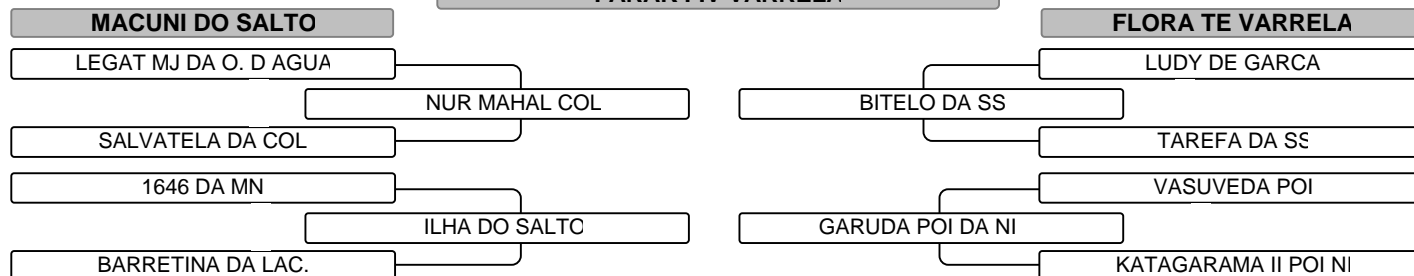 MACUNI DO SALTO
FLORA TE VARRELA
LEGAT MJ DA O. D AGUA
LUDY DE GARCA
NUR MAHAL COL
BITELO DA SS
SALVATELA DA COL
TAREFA DA SS
1646 DA MN
VASUVEDA POI
ILHA DO SALTO
GARUDA POI DA NI
BARRETINA DA LAC.
KATAGARAMA II POI NI